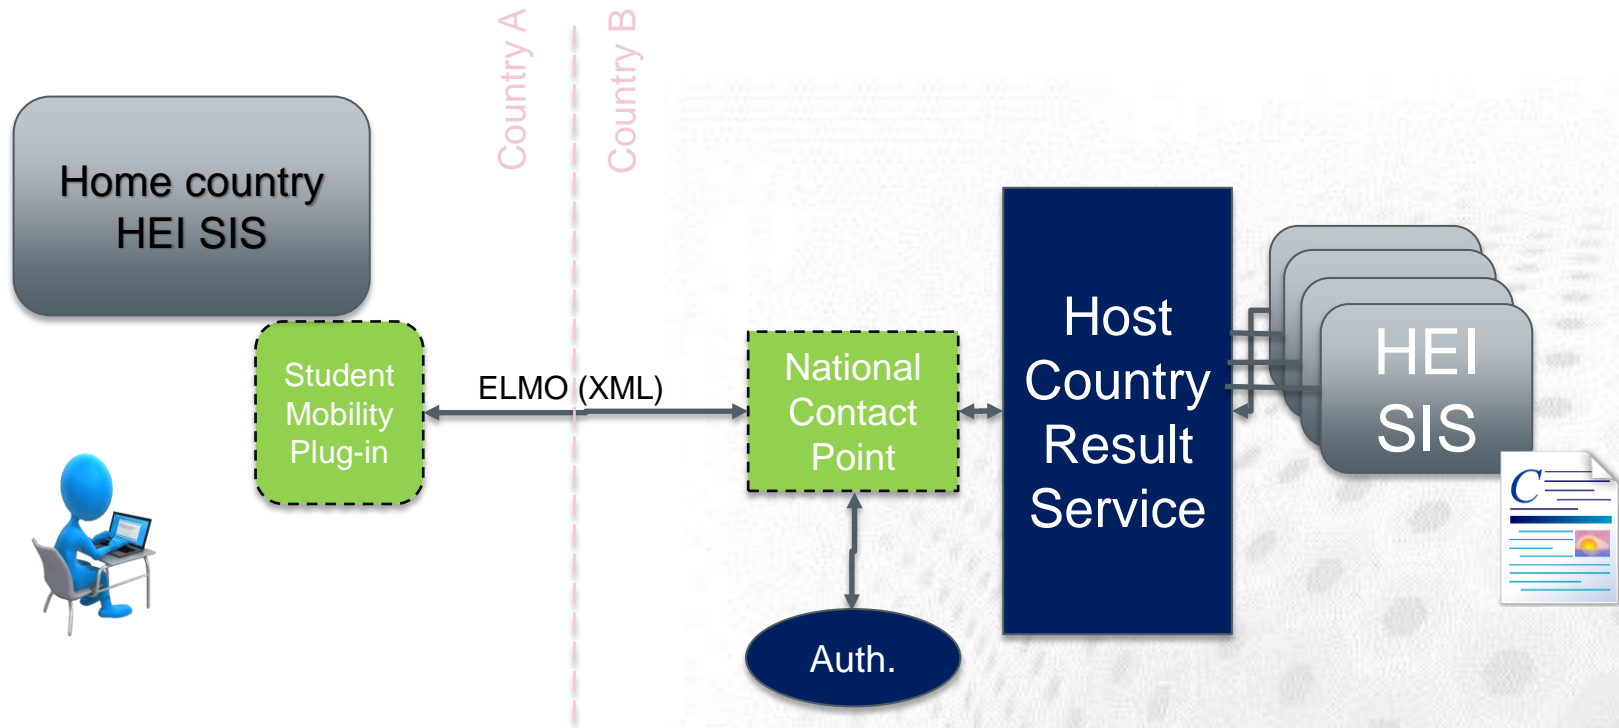 Country A
Country B
Home country
HEI SIS
Student
Mobility
Plug-in
ELMO (XML)
National
Contact
Point
Auth.
Host
Country
Result
Service
HEI
SIS
C